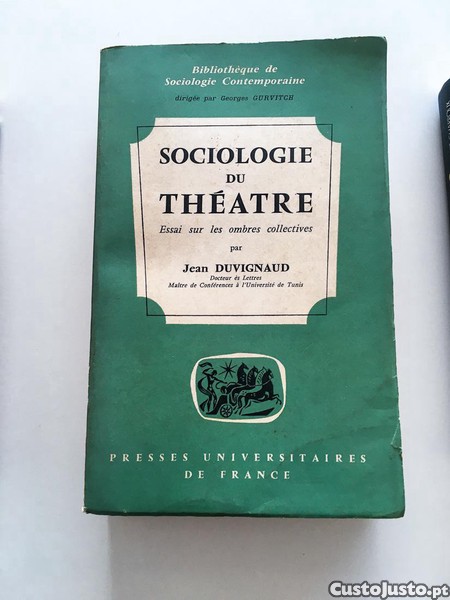 Bibliothèque de
Sociologie Contemporaine
dirigée par Georges GURVITCH
SOCIOLOGIE
DU
THÉATRE
Essai sur les ombres collectives
par
Jean DUVIGNAUD
Docteur ès Lettres
Maître de Conférences à l'Université de Tunis
PRESSES UNIVERSITAIRES
DE FRANCE
CustoJusto.pt